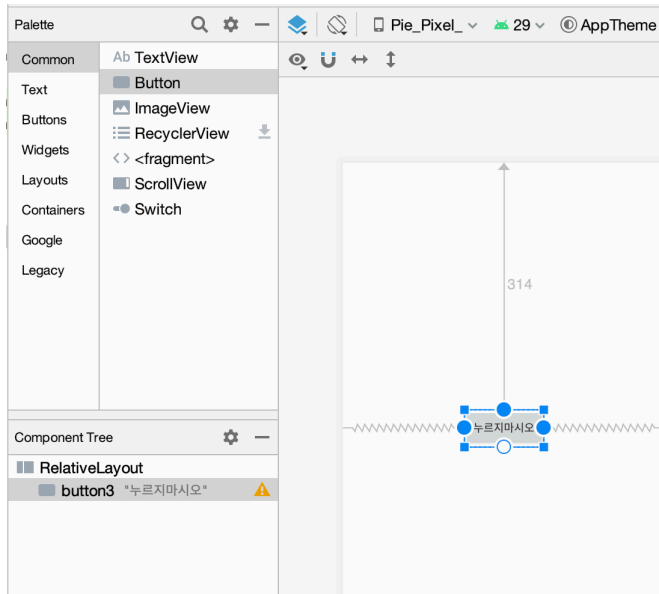 Palette
Pie_Pixel_ 29 AppTheme
Common
Text
Buttons
Widgets
Layouts
Containers
Google
Legacy
Ab TextView
Button
ImageView
RecyclerView
<fragment>
ScrollView
Switch
314
누르지마시오
Component Tree
RelativeLayout
button3 "누르지마시오"